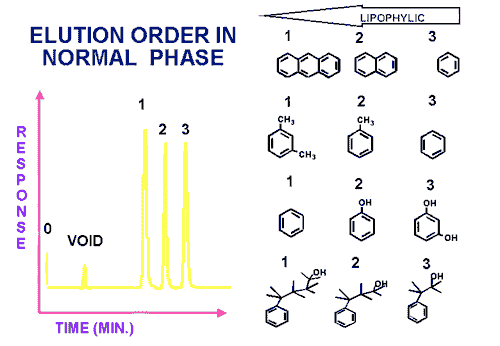 ELUTION ORDER IN
NORMAL PHASE
RESPONSE
0
VOID
1
2
3
TIME (MIN.)
LIPOPHYLIC
1 2 3
1 2 3
CH3
CH3
CH3
1 2 3
OH
OH
OH
1 2 3
OH
OH
OH